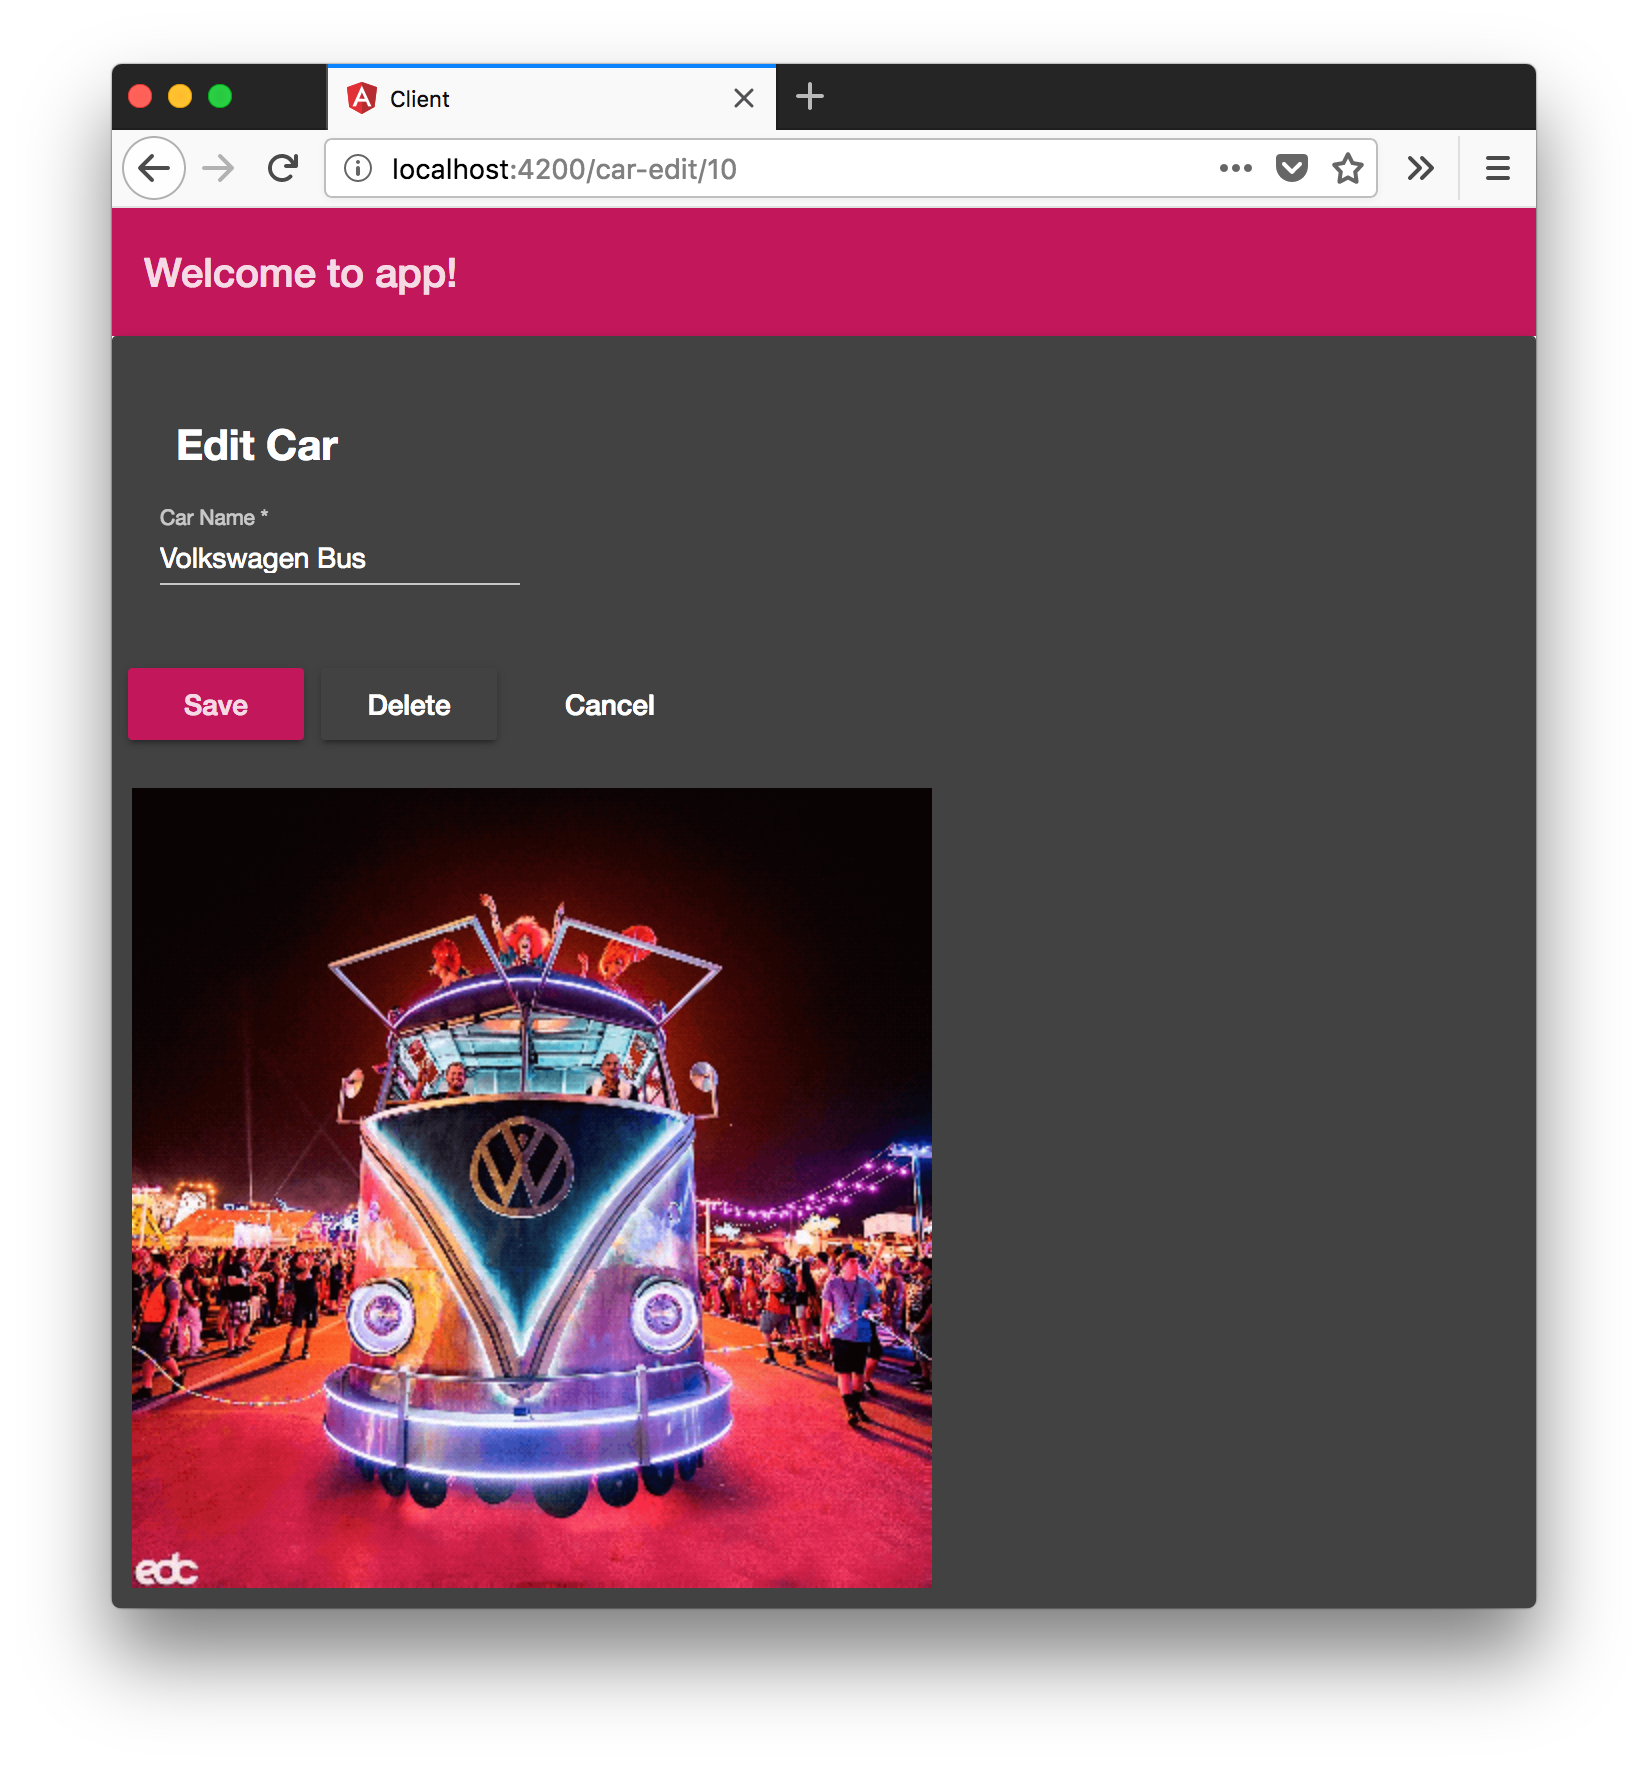 Client
localhost:4200/car-edit/10
Welcome to app!
Edit Car
Car Name *
Volkswagen Bus
Save Delete Cancel
edc